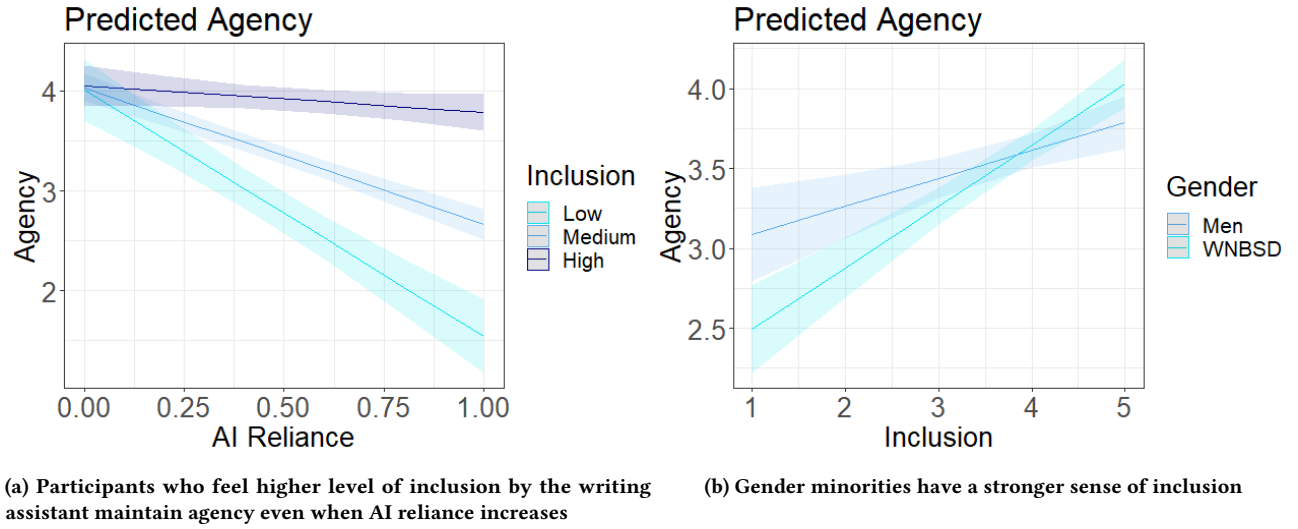 Predicted Agency
4
3
2
Agency
0.00 0.25 0.50 0.75 1.00
AI Reliance
Inclusion
Low
Medium
High
(a) Participants who feel higher level of inclusion by the writing
assistant maintain agency even when AI reliance increases
Predicted Agency
4.0
3.5
3.0
2.5
Agency
1 2 3 4 5
Inclusion
Gender
Men
WNBSD
(b) Gender minorities have a stronger sense of inclusion